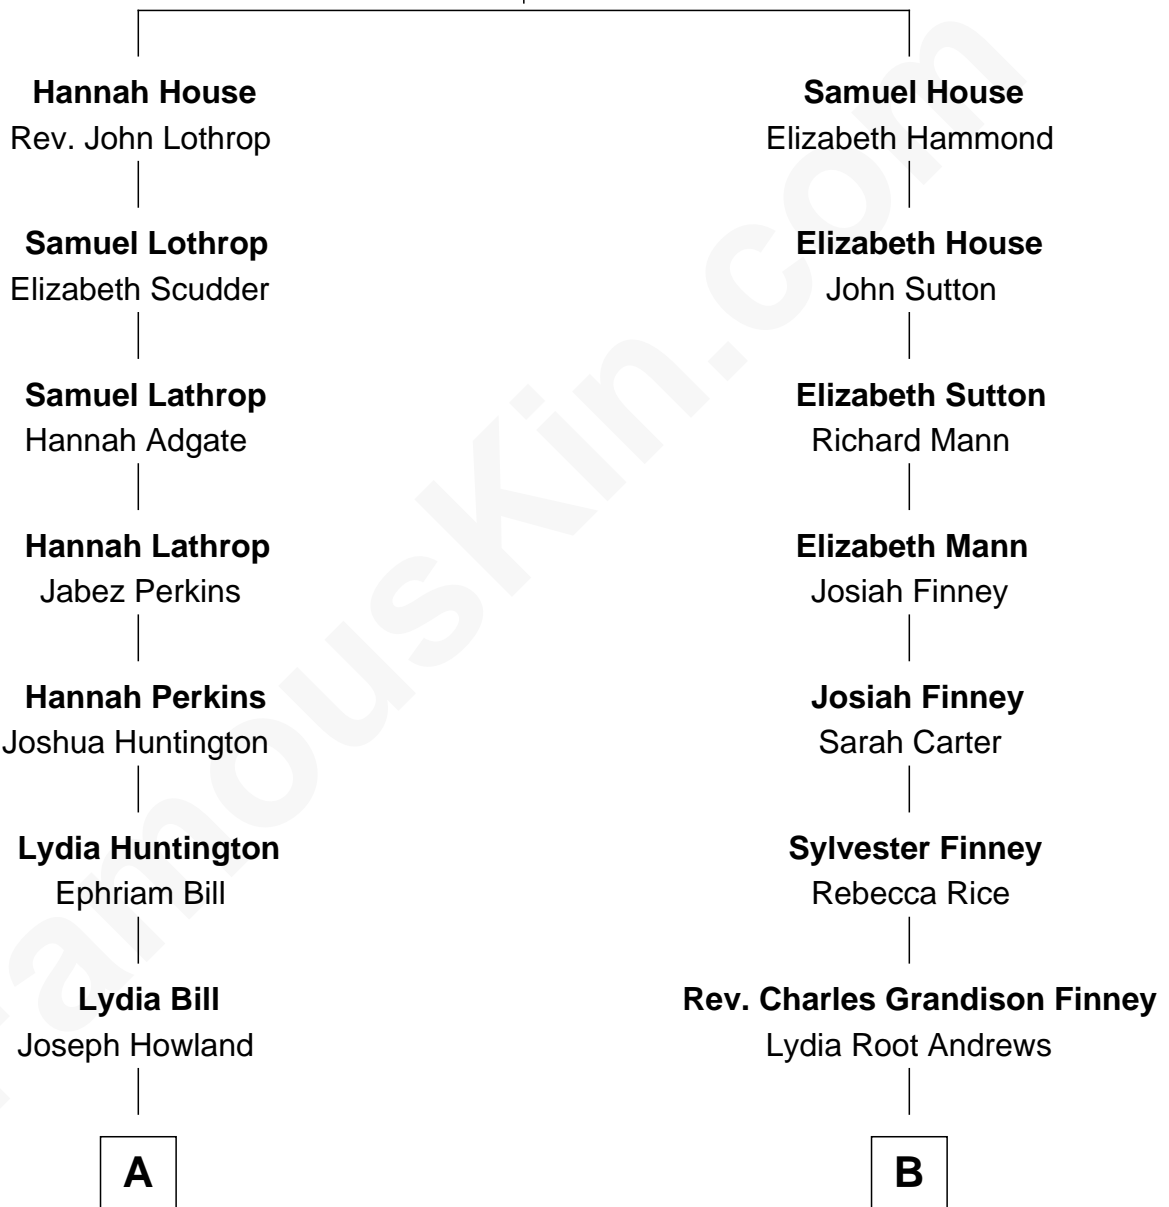 Hannah House
Rev. John Lothrop
Samuel Lothrop
Elizabeth Scudder
Samuel Lathrop
Hannah Adgate
Hannah Lathrop
Jabez Perkins
Hannah Perkins
Joshua Huntington
Lydia Huntington
Ephriam Bill
Lydia Bill
Joseph Howland
A
Samuel House
Elizabeth Hammond
Elizabeth House
John Sutton
Elizabeth Sutton
Richard Mann
Elizabeth Mann
Josiah Finney
Josiah Finney
Sarah Carter
Sylvester Finney
Rebecca Rice
Rev. Charles Grandison Finney
Lydia Root Andrews
B
FamousKin.com